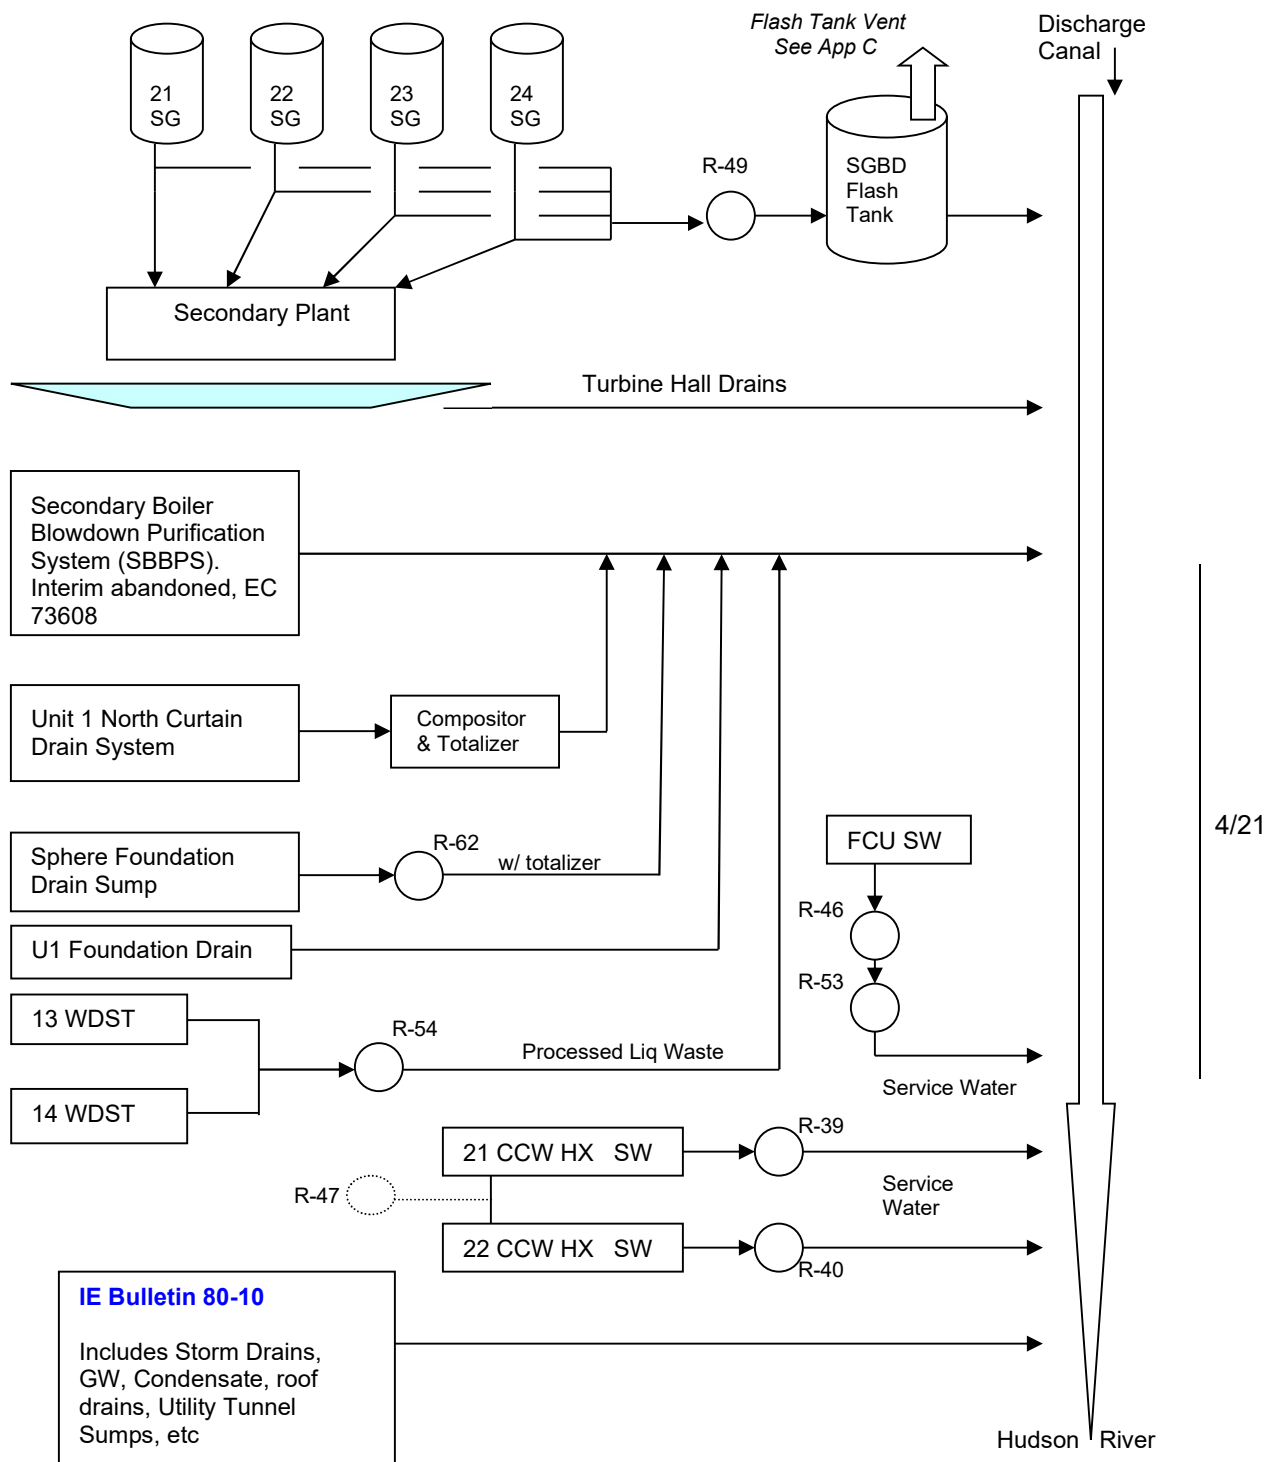 Flash Tank Vent
See App C
Discharge
Canal
21
SG
22
SG
23
SG
24
SG
R-49
SGBD
Flash
Tank
Secondary Plant
Turbine Hall Drains
Secondary Boiler
Blowdown Purification
System (SBBPS).
Interim abandoned, EC
73608
Unit 1 North Curtain
Drain System
Compositor
& Totalizer
Sphere Foundation
Drain Sump
R-62
w/ totalizer
FCU SW
4/21
R-46
U1 Foundation Drain
R-53
13 WDST
R-54
Processed Liq Waste
Service Water
14 WDST
21 CCW HX SW
R-39
R-47
Service
Water
22 CCW HX SW
R-40
IE Bulletin 80-10
Includes Storm Drains,
GW, Condensate, roof
drains, Utility Tunnel
Sumps, etc
Hudson River